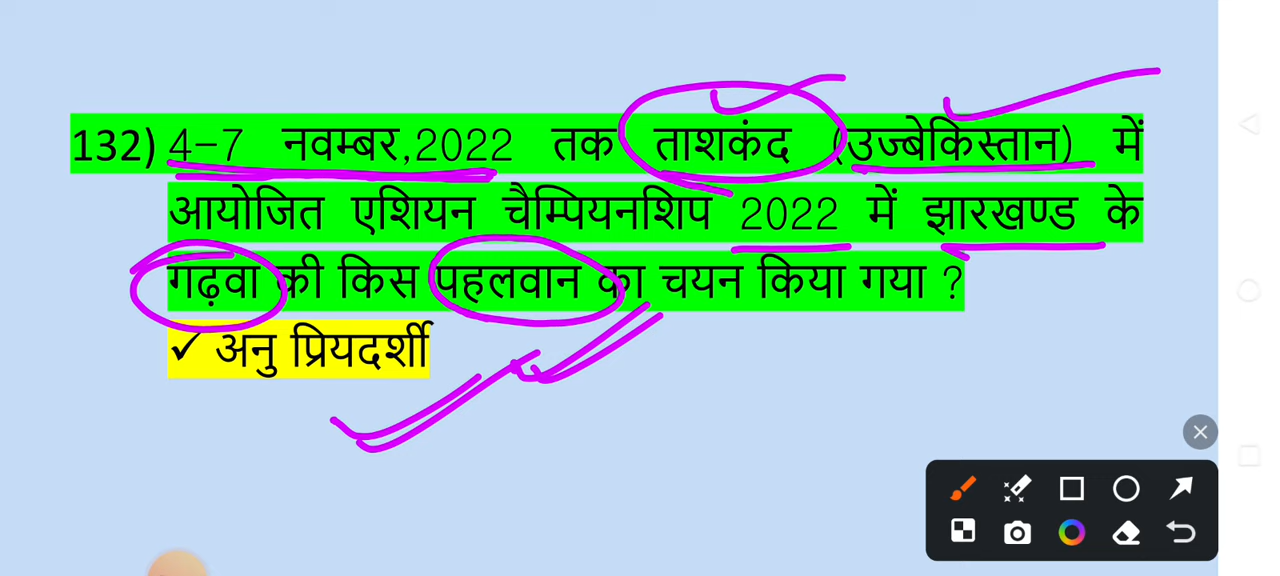 132) 4-7 नवम्बर,2022 तक ताशकंद (उज्बेकिस्तान) में
आयोजित एशियन चैम्पियनशिप 2022 में झारखण्ड के
गढ़वा की किस पहलवान का चयन किया गया ?
✓ अनु प्रियदर्शी